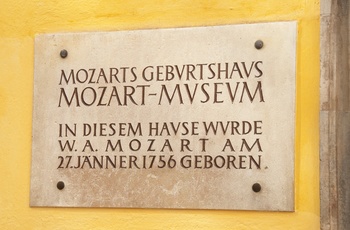 MOZARTS GEBVRTSHAVS
MOZART-MVSEVM
IN DIESEM HAVSE WVRDE
W. A. MOZART AM
27. JÄNNER 1756 GEBOREN.